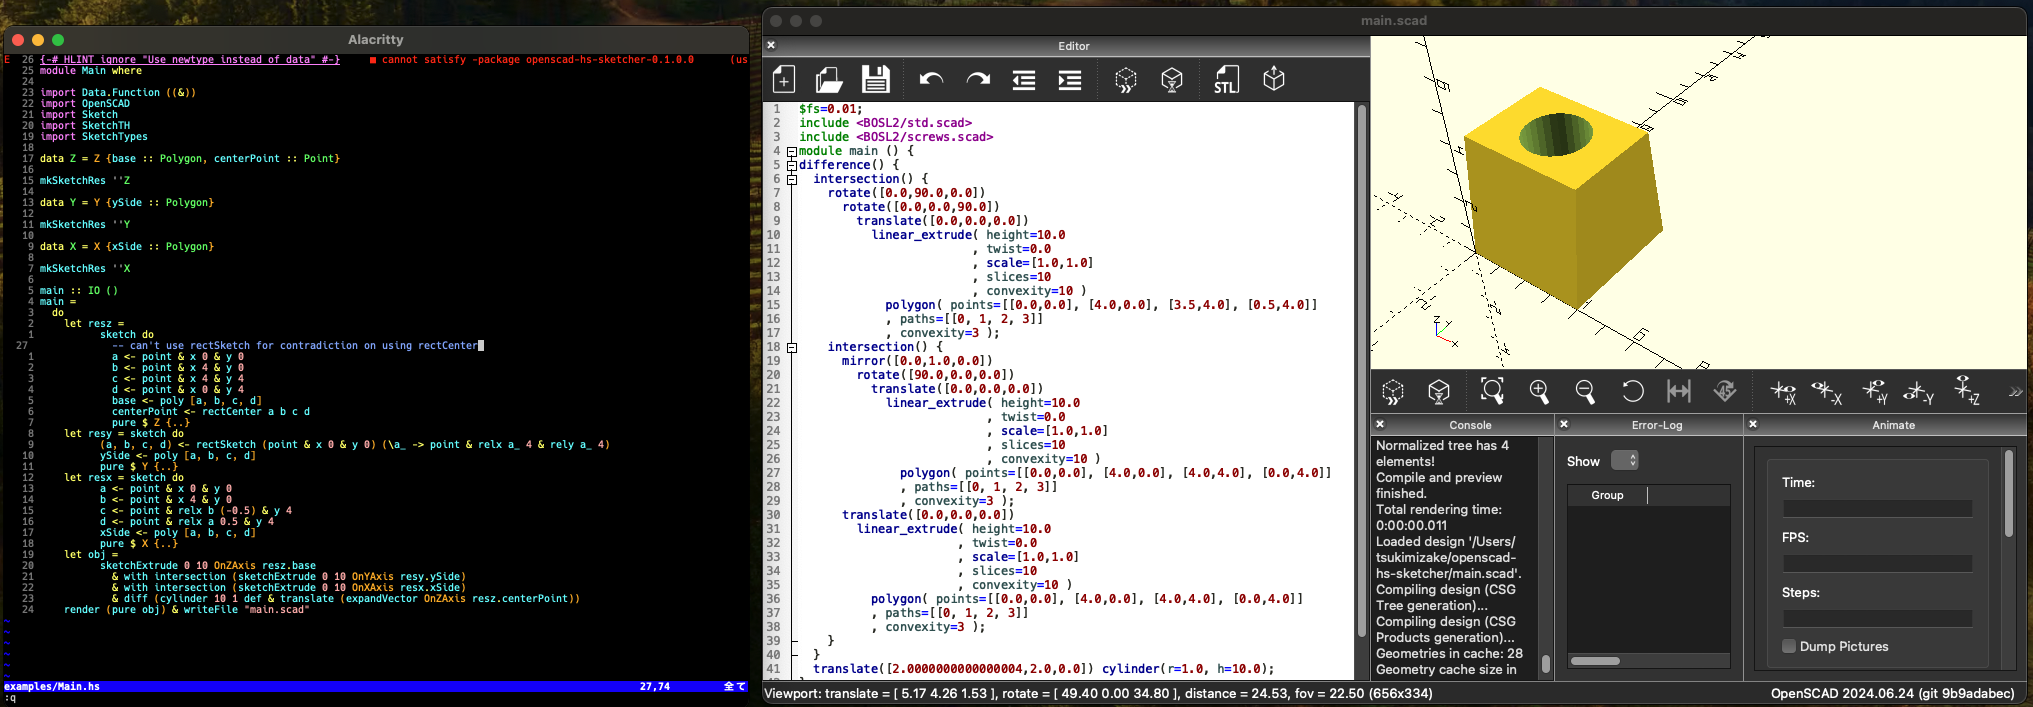 Alacritty
E 26 {-# HLINT ignore "Use newtype instead of data" #-} ■ cannot satisfy -package openscad-hs-sketcher-0.1.0.0 (us
25 module Main where
24
23 import Data.Function ((&))
22 import OpenSCAD
21 import Sketch
20 import SketchTH
19 import SketchTypes
18
17 data Z = Z {base :: Polygon, centerPoint :: Point}
16
15 mkSketchRes ''Z
14
13 data Y = Y {ySide :: Polygon}
12
11 mkSketchRes ''Y
10
9 data X = X {xSide :: Polygon}
8
7 mkSketchRes ''X
6
5 main :: IO ()
4 main =
3 do
2 let resz =
1 sketch do
27 -- can't use rectSketch for contradiction on using rectCenter
1 a <- point & x 0 & y 0
2 b <- point & x 4 & y 0
3 c <- point & x 4 & y 4
4 d <- point & x 0 & y 4
5 base <- poly [a, b, c, d]
6 centerPoint <- rectCenter a b c d
7 pure $ Z {..}
8 let resy = sketch do
9 (a, b, c, d) <- rectSketch (point & x 0 & y 0) (\a_ -> point & relx a_ 4 & rely a_ 4)
10 ySide <- poly [a, b, c, d]
11 pure $ Y {..}
12 let resx = sketch do
13 a <- point & x 0 & y 0
14 b <- point & x 4 & y 0
15 c <- point & relx b (-0.5) & y 4
16 d <- point & relx a 0.5 & y 4
17 xSide <- poly [a, b, c, d]
18 pure $ X {..}
19 let obj =
20 sketchExtrude 0 10 OnZAxis resz.base
21 & with intersection (sketchExtrude 0 10 OnYAxis resy.ySide)
22 & with intersection (sketchExtrude 0 10 OnXAxis resx.xSide)
23 & diff (cylinder 10 1 def & translate (expandVector OnZAxis resz.centerPoint))
24 render (pure obj) & writeFile "main.scad"
~
~
~
~
~
~
examples/Main.hs 27,74 全て
:q
main.scad
Editor
STL
1 $fs=0.01;
2 include <BOSL2/std.scad>
3 include <BOSL2/screws.scad>
4 module main () {
5 difference() {
6 intersection() {
7 rotate([0.0,90.0,0.0])
8 rotate([0.0,0.0,90.0])
9 translate([0.0,0.0,0.0])
10 linear_extrude( height=10.0
11 , twist=0.0
12 , scale=[1.0,1.0]
13 , slices=10
14 , convexity=10 )
15 polygon( points=[[0.0,0.0], [4.0,0.0], [3.5,4.0], [0.5,4.0]]
16 , paths=[[0, 1, 2, 3]]
17 , convexity=3 );
18 intersection() {
19 mirror([0.0,1.0,0.0])
20 rotate([90.0,0.0,0.0])
21 translate([0.0,0.0,0.0])
22 linear_extrude( height=10.0
23 , twist=0.0
24 , scale=[1.0,1.0]
25 , slices=10
26 , convexity=10 )
27 polygon( points=[[0.0,0.0], [4.0,0.0], [4.0,4.0], [0.0,4.0]]
28 , paths=[[0, 1, 2, 3]]
29 , convexity=3 );
30 translate([0.0,0.0,0.0])
31 linear_extrude( height=10.0
32 , twist=0.0
33 , scale=[1.0,1.0]
34 , slices=10
35 , convexity=10 )
36 polygon( points=[[0.0,0.0], [4.0,0.0], [4.0,4.0], [0.0,4.0]]
37 , paths=[[0, 1, 2, 3]]
38 , convexity=3 );
39 }
40 }
41 translate([2.0000000000000004,2.0,0.0]) cylinder(r=1.0, h=10.0);
Z
Y
X
+X -X +Y -Y +Z
Console
Normalized tree has 4
elements!
Compile and preview
finished.
Total rendering time:
0:00:00.011
Loaded design '/Users/
tsukimizake/openscad-
hs-sketcher/main.scad'.
Compiling design (CSG
Tree generation)...
Compiling design (CSG
Products generation)...
Geometries in cache: 28
Geometry cache size in
Error-Log
Show
Group
Animate
Time:
FPS:
Steps:
Dump Pictures
Viewport: translate = [ 5.17 4.26 1.53 ], rotate = [ 49.40 0.00 34.80 ], distance = 24.53, fov = 22.50 (656x334)
OpenSCAD 2024.06.24 (git 9b9adabec)